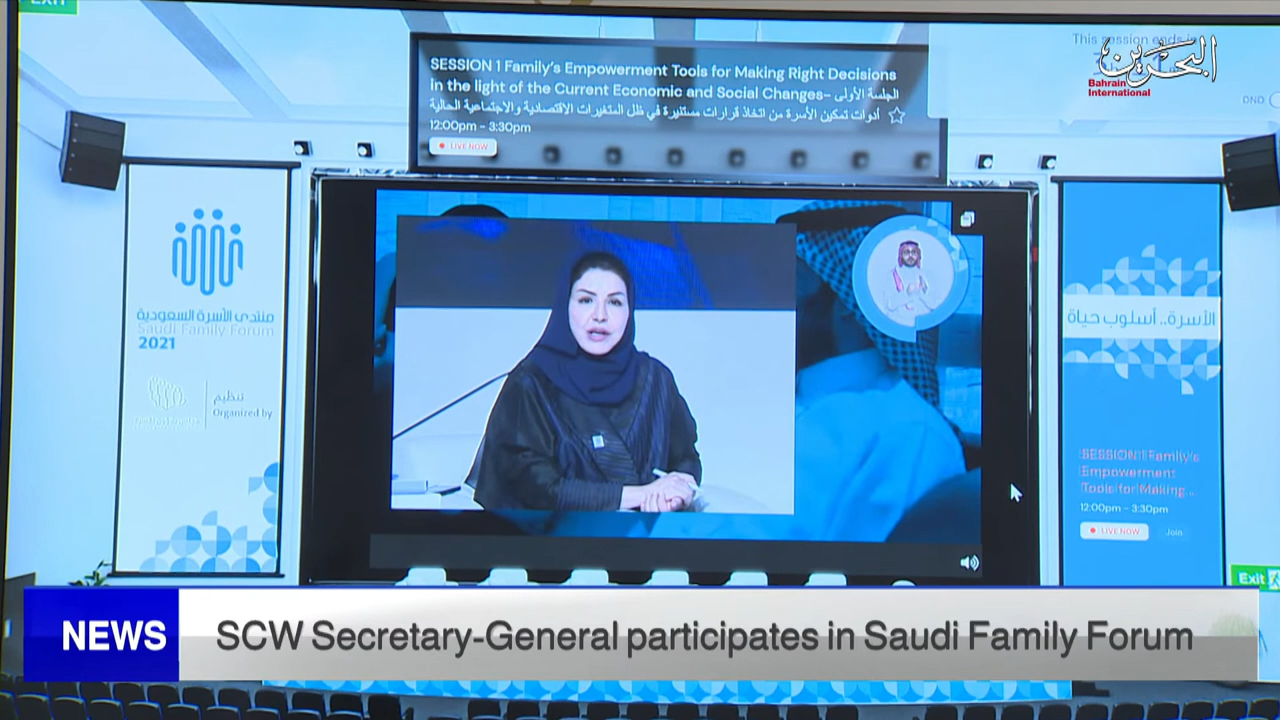 EXIT
SESSION 1 Family's Empowerment Tools for Making Right Decisions
in the light of the Current Economic and Social Changes- الجلسة الأولى
أدوات تمكين الأسرة من اتخاذ قرارات مستنيرة في ظل المتغيرات الاقتصادية والاجتماعية الحالية
12:00pm - 3:30pm
LIVE NOW
This session ends in
DND
البحرين
Bahrain
International
منتدى الأسرة السعودية
Saudi Family Forum
2021
تنظيم
Organized by
الأسرة.. أسلوب حياة
SESSION 1 Family's
Empowerment
Tools for Making...
12:00pm - 3:30pm
LIVE NOW
Join
Exit
NEWS
SCW Secretary-General participates in Saudi Family Forum